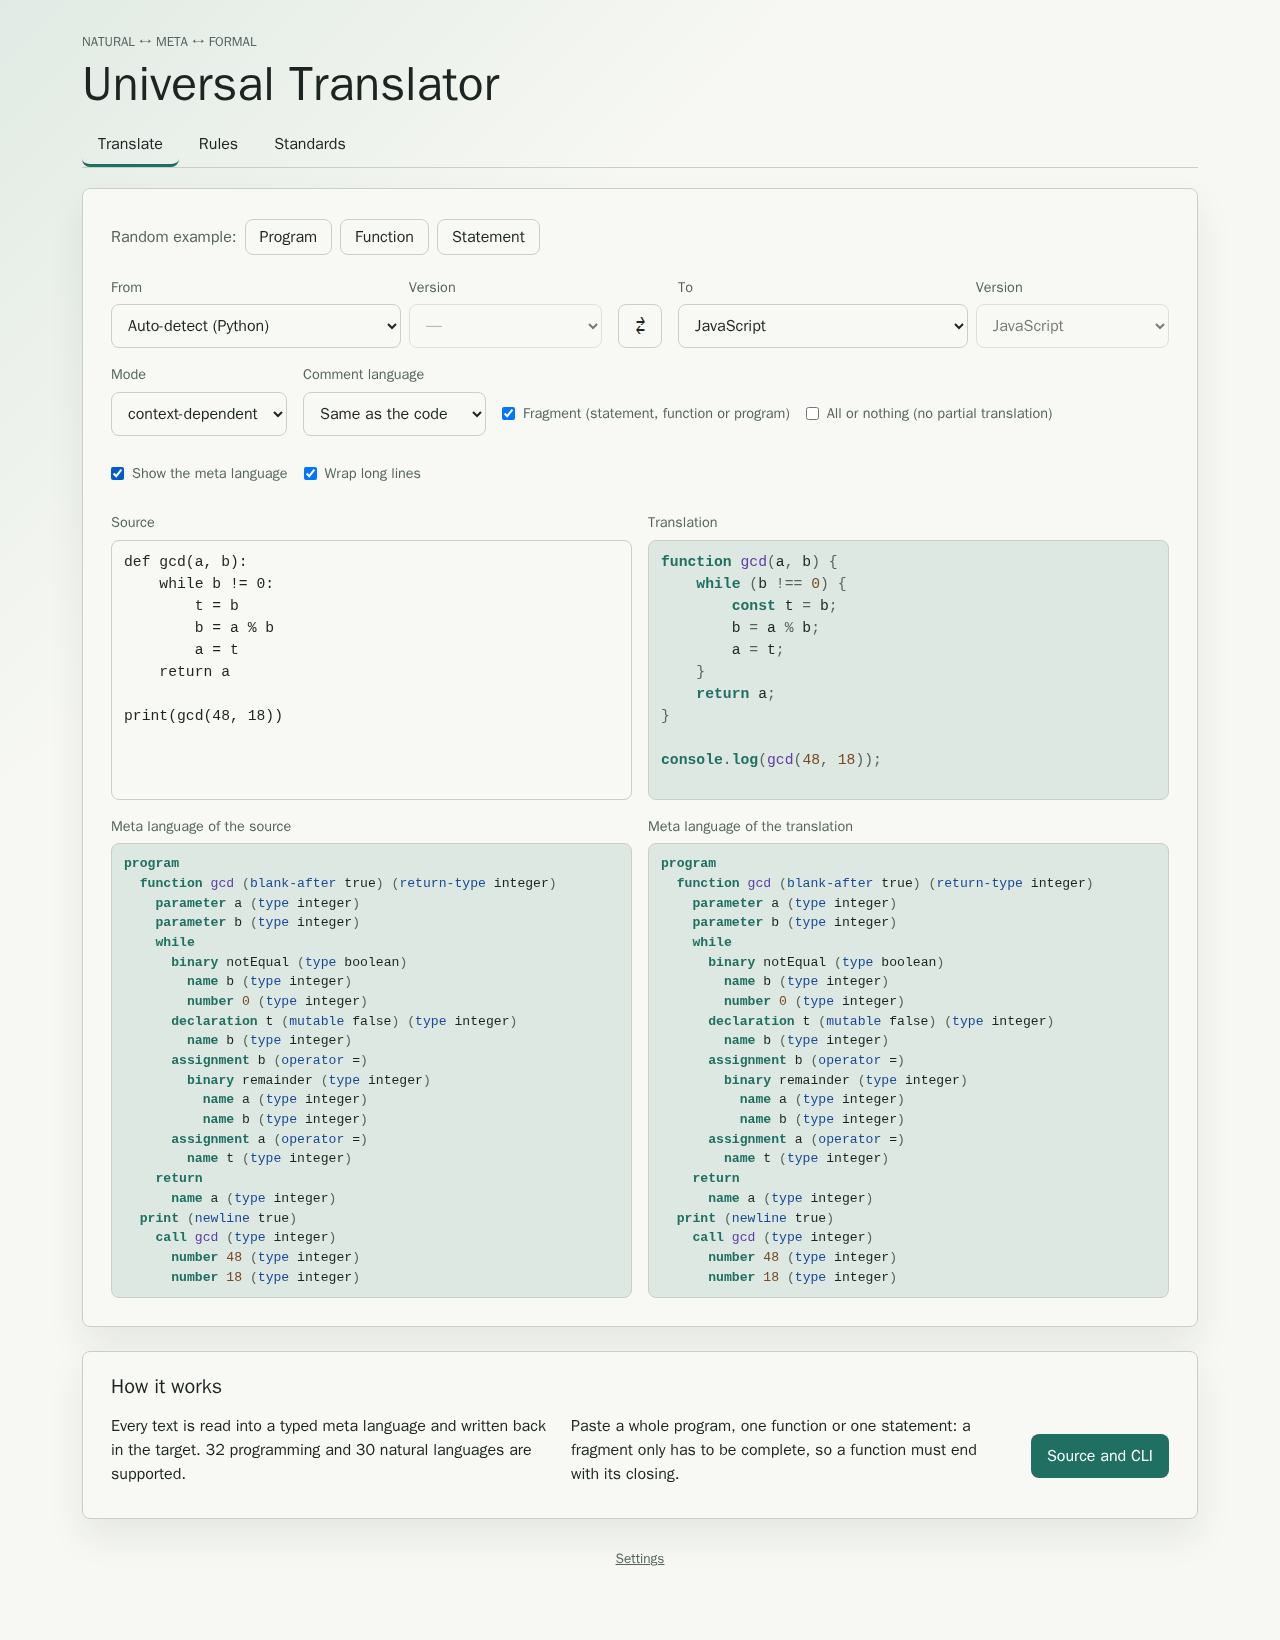 NATURAL ↔ META ↔ FORMAL
Universal Translator
Translate Rules Standards
Random example: Program Function Statement
From Version To Version
Auto-detect (Python) — ⇄ JavaScript JavaScript
Mode Comment language
context-dependent Same as the code Fragment (statement, function or program) All or nothing (no partial translation)
Show the meta language Wrap long lines
Source
def gcd(a, b):
    while b != 0:
        t = b
        b = a % b
        a = t
    return a

print(gcd(48, 18))
Translation
function gcd(a, b) {
    while (b !== 0) {
        const t = b;
        b = a % b;
        a = t;
    }
    return a;
}

console.log(gcd(48, 18));
Meta language of the source
program
  function gcd (blank-after true) (return-type integer)
    parameter a (type integer)
    parameter b (type integer)
    while
      binary notEqual (type boolean)
        name b (type integer)
        number 0 (type integer)
      declaration t (mutable false) (type integer)
        name b (type integer)
      assignment b (operator =)
        binary remainder (type integer)
          name a (type integer)
          name b (type integer)
      assignment a (operator =)
        name t (type integer)
    return
      name a (type integer)
  print (newline true)
    call gcd (type integer)
      number 48 (type integer)
      number 18 (type integer)
Meta language of the translation
program
  function gcd (blank-after true) (return-type integer)
    parameter a (type integer)
    parameter b (type integer)
    while
      binary notEqual (type boolean)
        name b (type integer)
        number 0 (type integer)
      declaration t (mutable false) (type integer)
        name b (type integer)
      assignment b (operator =)
        binary remainder (type integer)
          name a (type integer)
          name b (type integer)
      assignment a (operator =)
        name t (type integer)
    return
      name a (type integer)
  print (newline true)
    call gcd (type integer)
      number 48 (type integer)
      number 18 (type integer)
How it works
Every text is read into a typed meta language and written back
in the target. 32 programming and 30 natural languages are
supported.
Paste a whole program, one function or one statement: a
fragment only has to be complete, so a function must end
with its closing.
Source and CLI
Settings